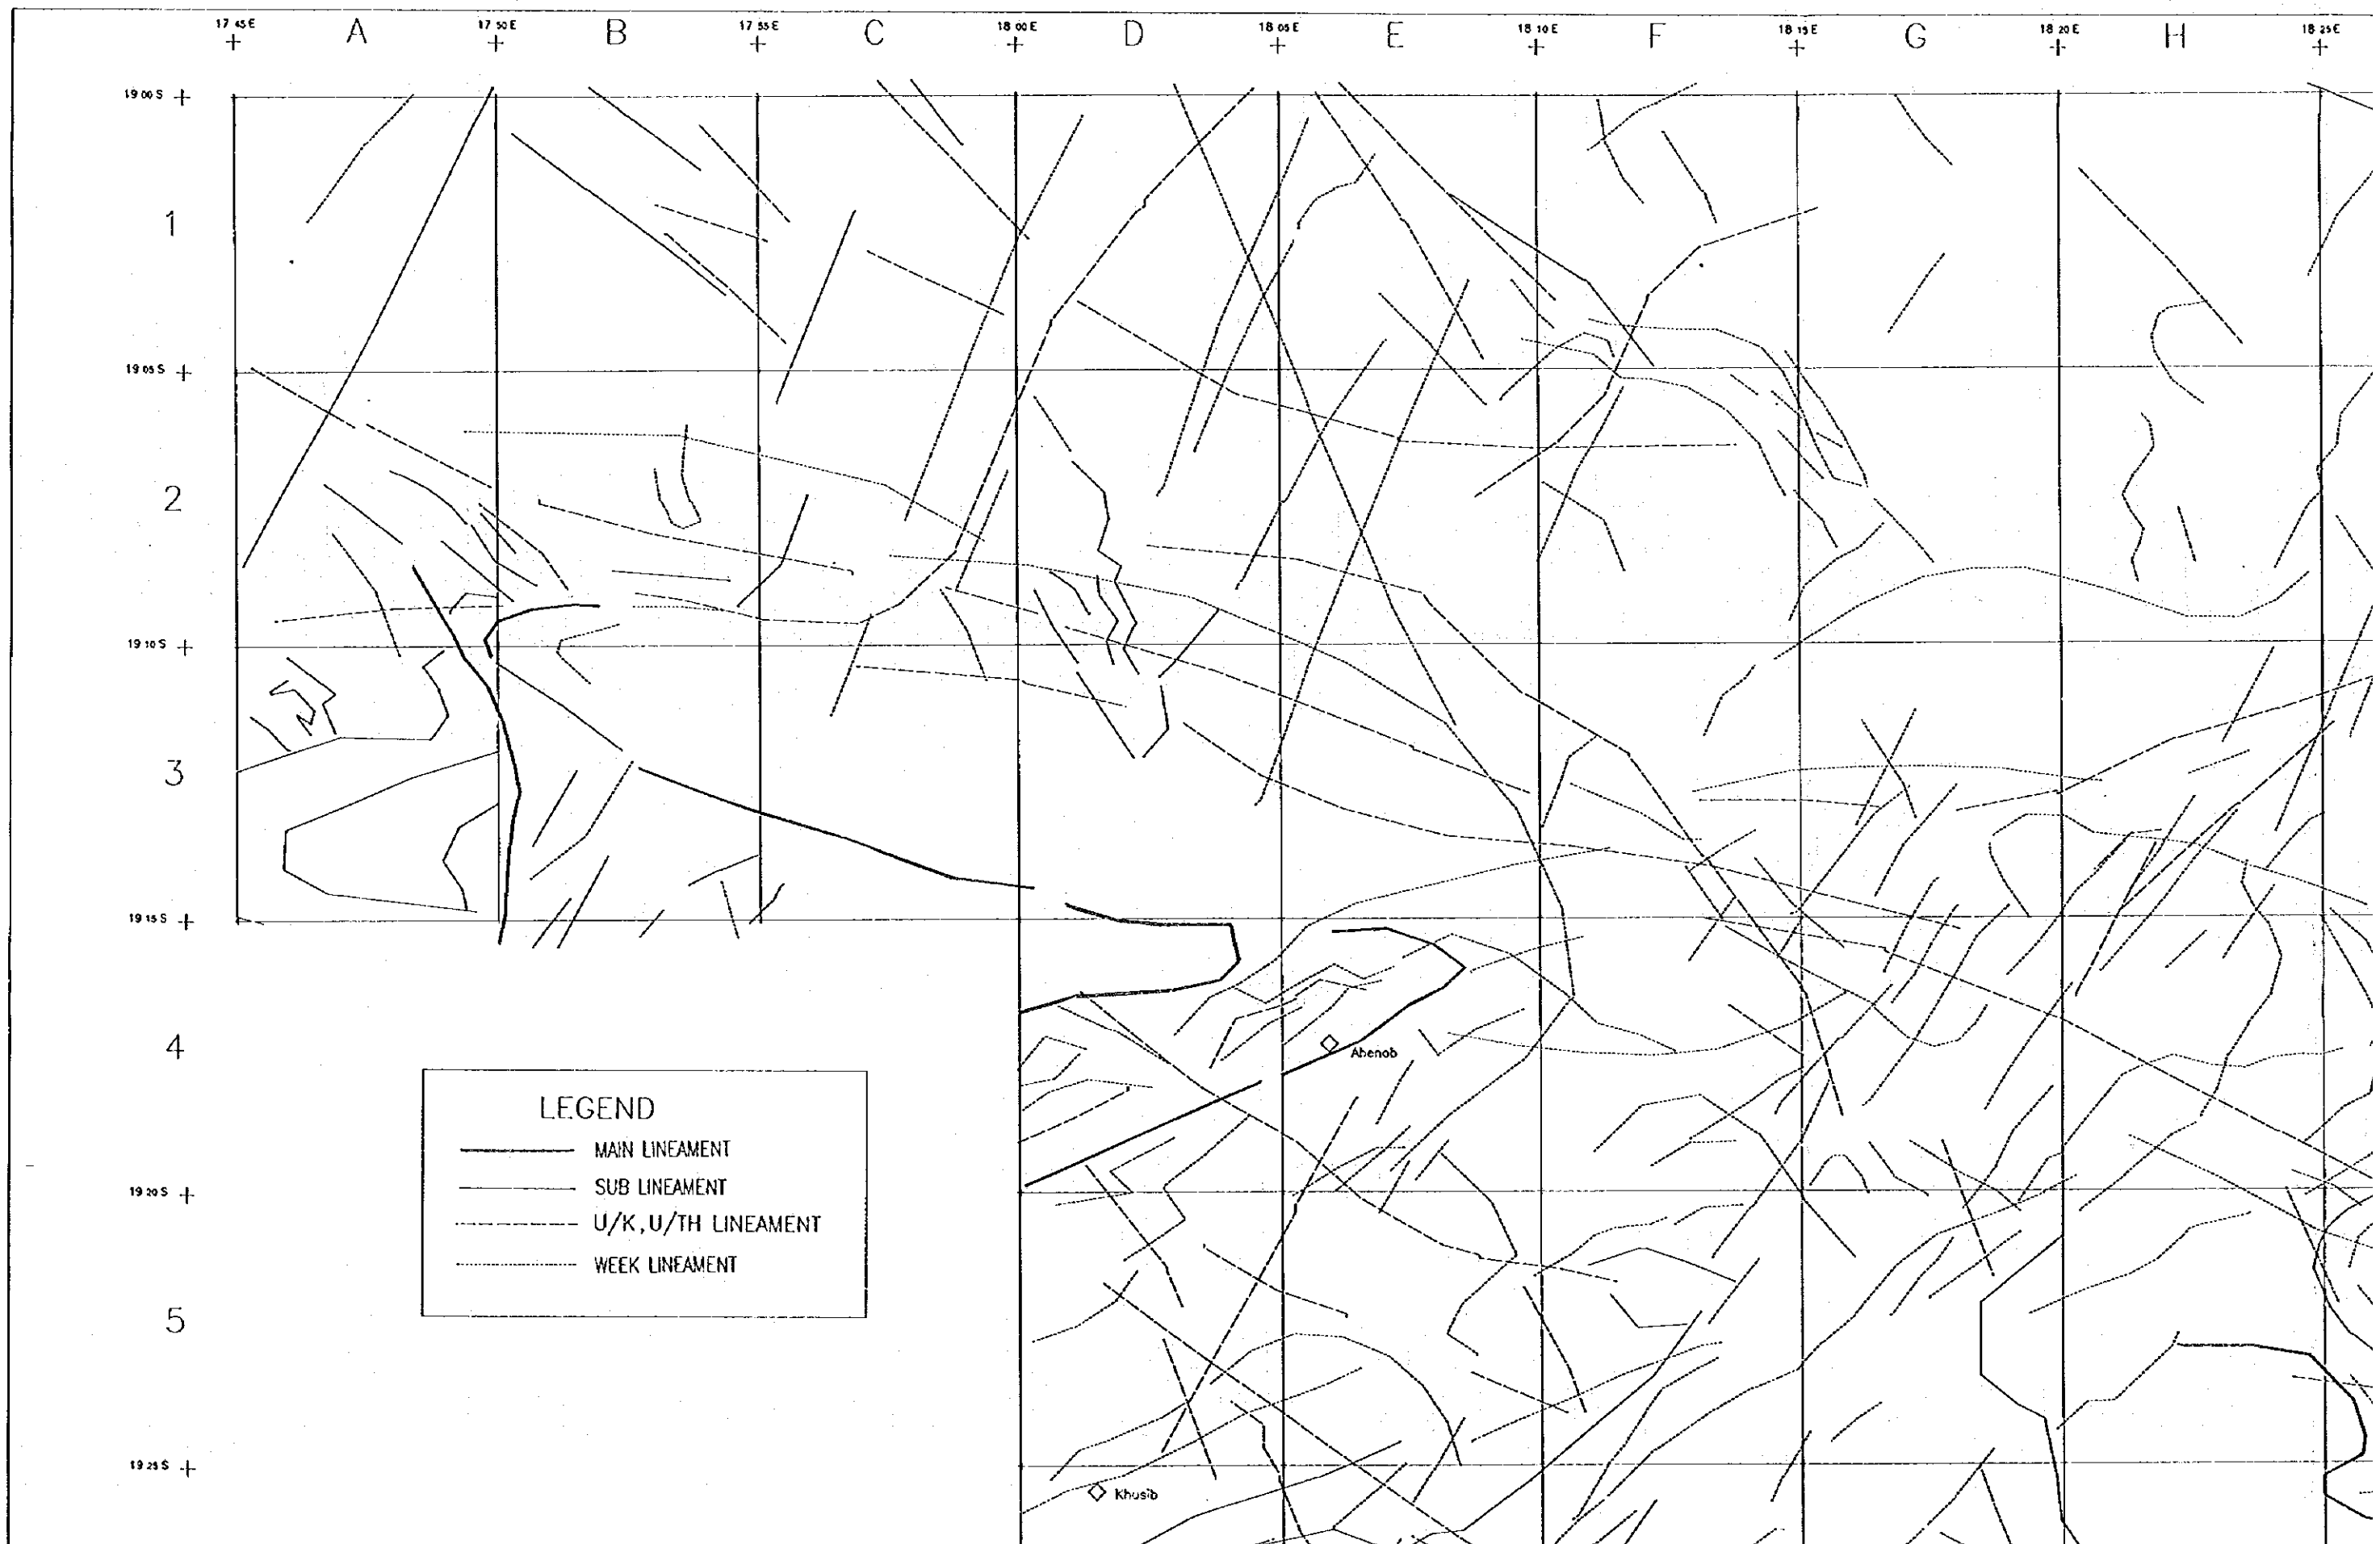 17 45 E
A
17 50 E
B
17 55 E
C
18 00 E
D
18 05 E
E
18 10 E
F
18 15 E
G
18 20 E
H
18 25 E
19 00 S
1
19 05 S
2
19 10 S
3
19 15 S
4
Ahenob
LEGEND
MAIN LINEAMENT
SUB LINEAMENT
U/K, U/TH LINEAMENT
WEEK LINEAMENT
19 20 S
5
19 25 S
Khusib